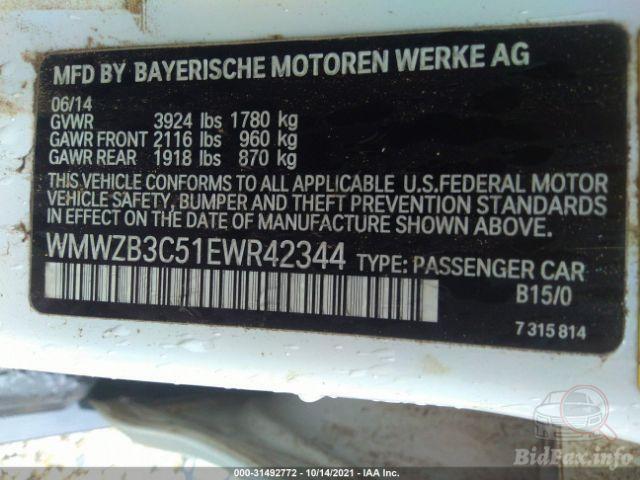 MFD BY BAYERISCHE MOTOREN WERKE AG
06/14
GVWR 3924 lbs 1780 kg
GAWR FRONT 2116 lbs 960 kg
GAWR REAR 1918 lbs 870 kg
THIS VEHICLE CONFORMS TO ALL APPLICABLE U.S.FEDERAL MOTOR
VEHICLE SAFETY, BUMPER AND THEFT PREVENTION STANDARDS
IN EFFECT ON THE DATE OF MANUFACTURE SHOWN ABOVE.
WMWZB3C51EWR42344 TYPE: PASSENGER CAR
B15/0
7 315 814
BidFax.info
000-31492772 - 10/14/2021 - IAA Inc.